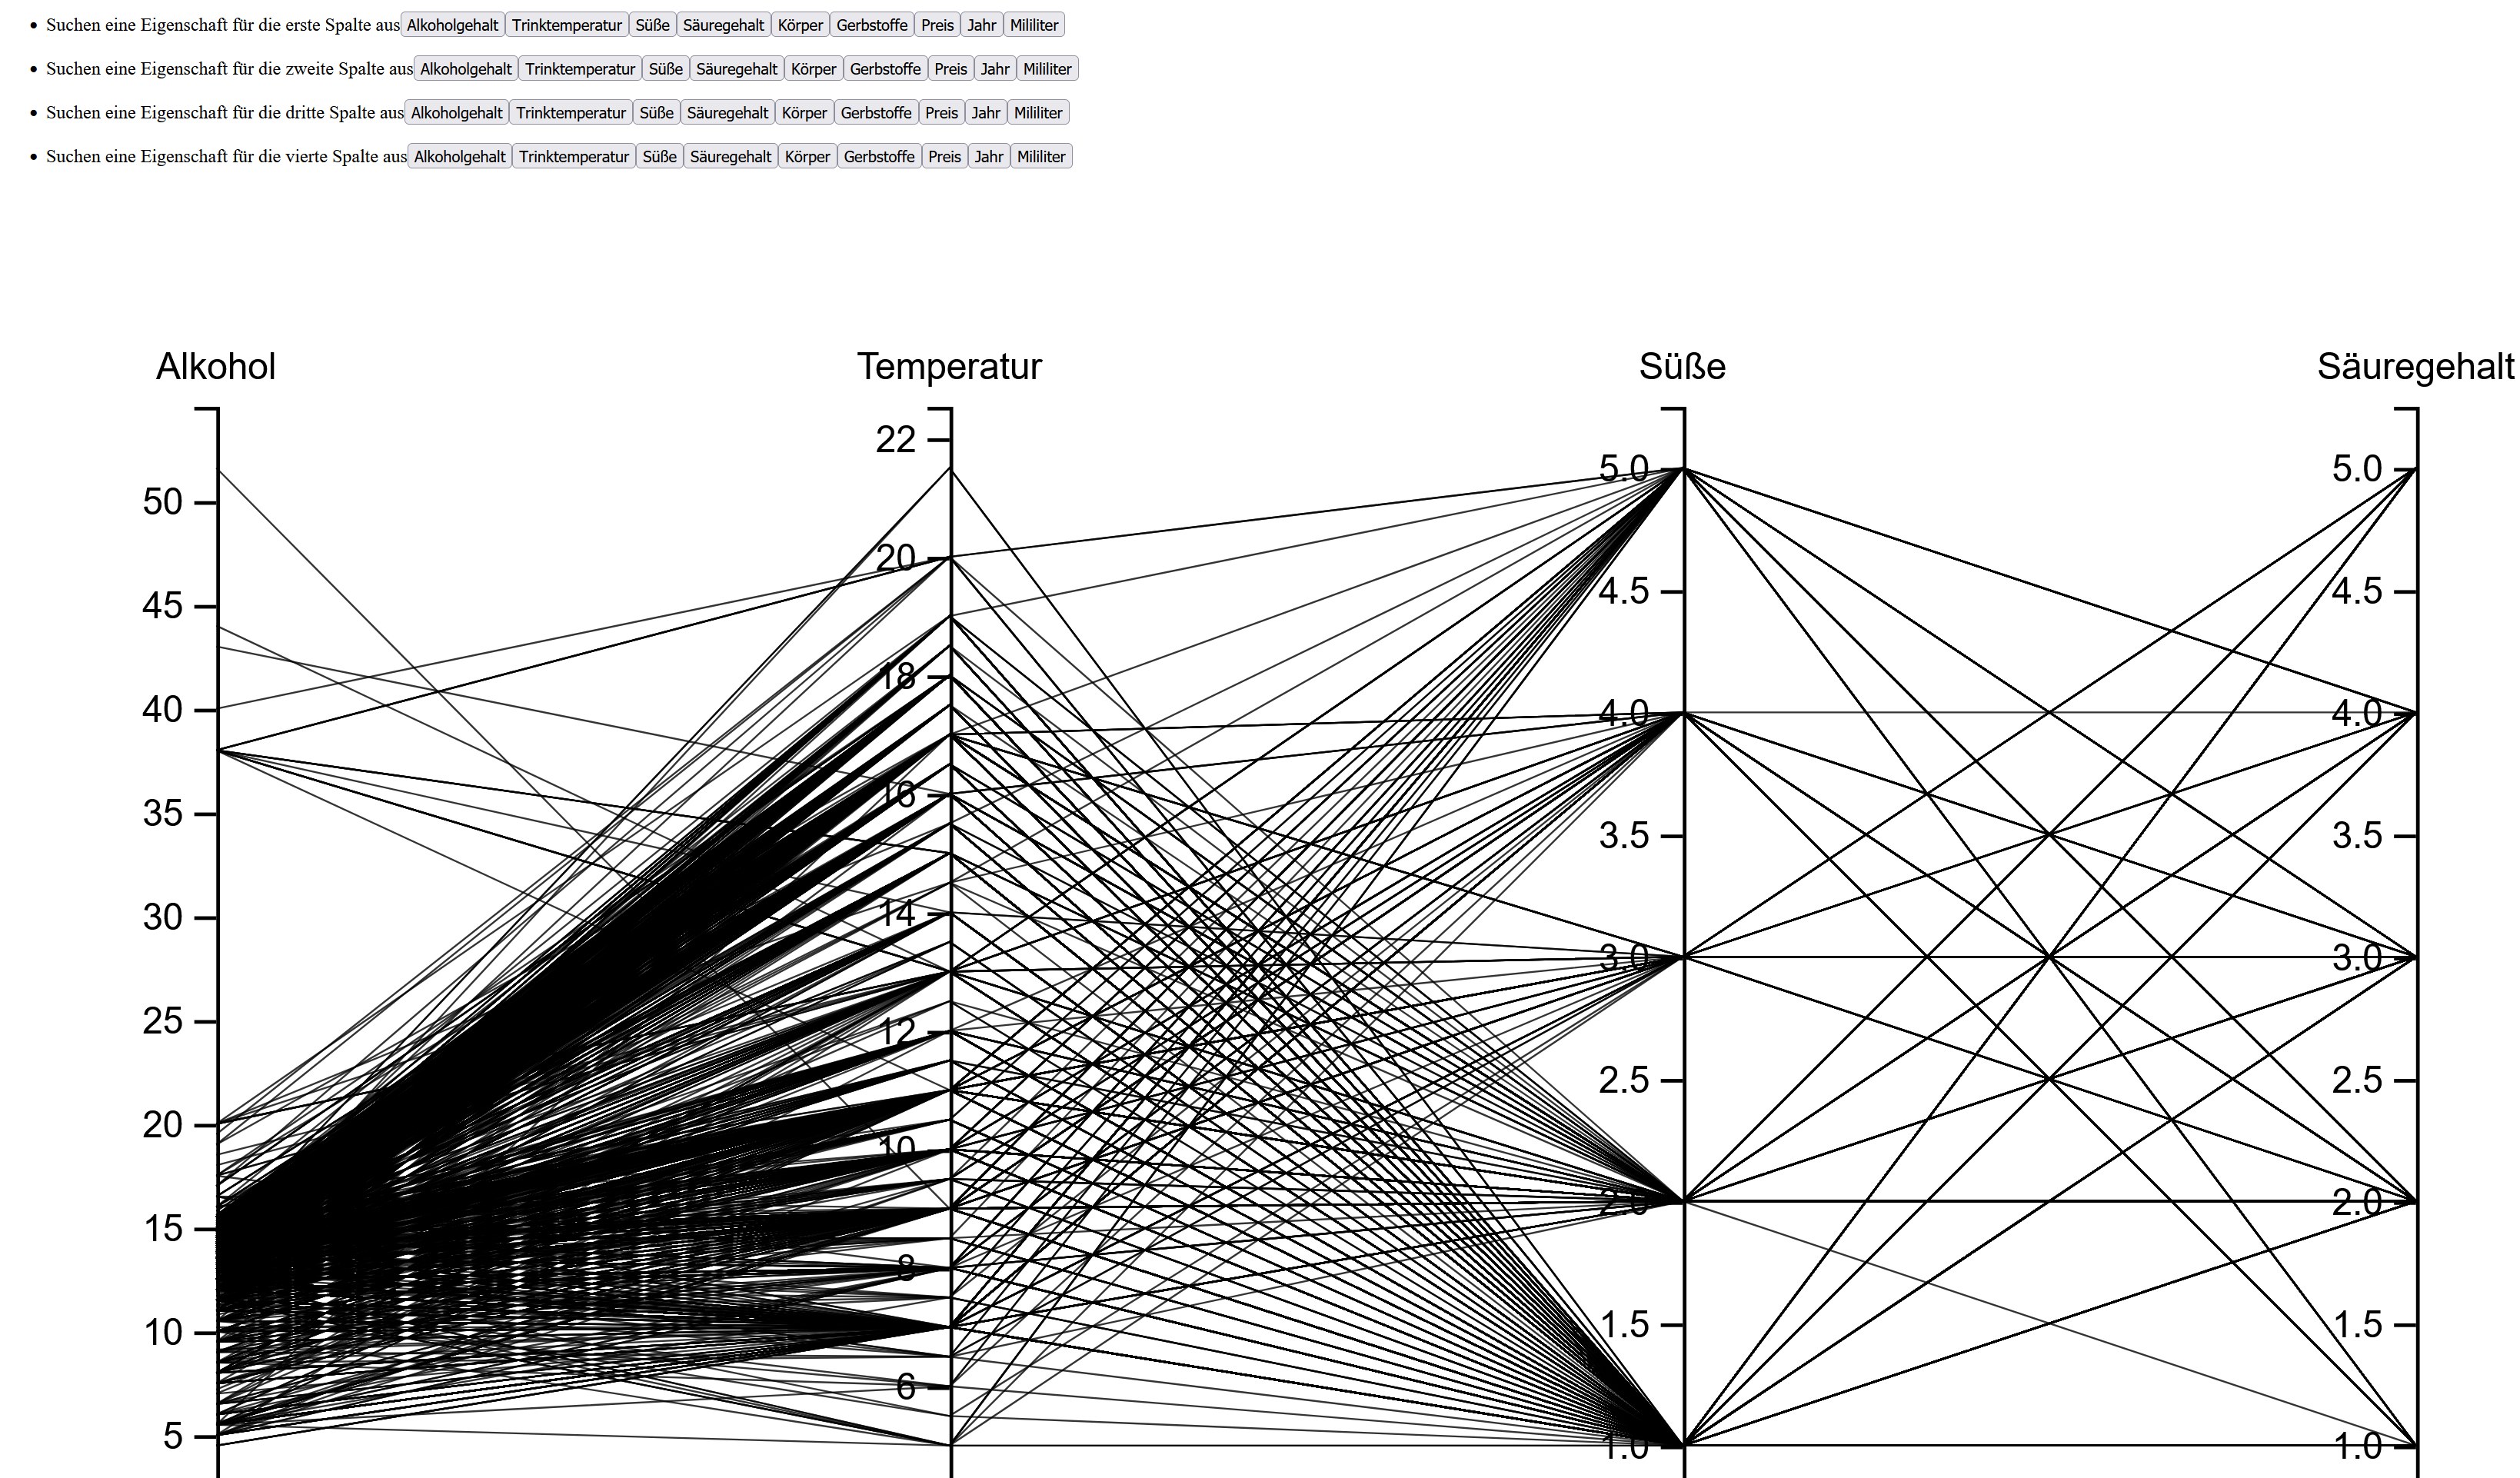 Suchen eine Eigenschaft für die erste Spalte aus Alkoholgehalt Trinktemperatur Süße Säuregehalt Körper Gerbstoffe Preis Jahr Mililiter
Suchen eine Eigenschaft für die zweite Spalte aus Alkoholgehalt Trinktemperatur Süße Säuregehalt Körper Gerbstoffe Preis Jahr Mililiter
Suchen eine Eigenschaft für die dritte Spalte aus Alkoholgehalt Trinktemperatur Süße Säuregehalt Körper Gerbstoffe Preis Jahr Mililiter
Suchen eine Eigenschaft für die vierte Spalte aus Alkoholgehalt Trinktemperatur Süße Säuregehalt Körper Gerbstoffe Preis Jahr Mililiter
Alkohol Temperatur Süße Säuregehalt
22
5.0 5.0
50
20
4.5 4.5
45
18
40 4.0 4.0
16
35 3.5 3.5
30 14
3.0 3.0
25 12
2.5 2.5
20 10
15 2.0 2.0
8
10 1.5 1.5
6
5 1.0 1.0